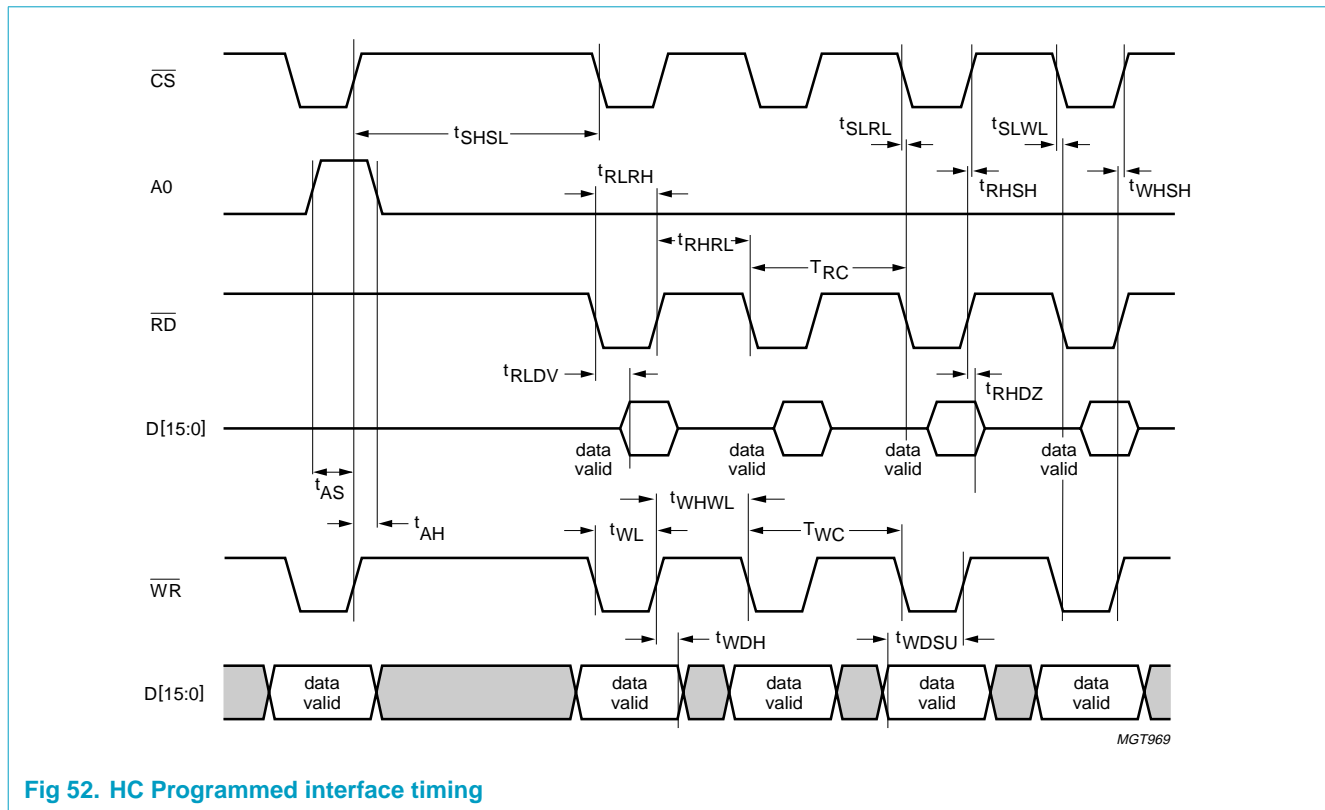 CS
tSHSL
tSLRL
tSLWL
A0
tRLRH
tRHSH
tWHSH
tRHRL
TRC
RD
tRLDV
tRHDZ
D[15:0]
data
valid
data
valid
data
valid
data
valid
tAS
tAH
tWHWL
tWL
TWC
WR
tWDH
tWDSU
D[15:0]
data
valid
data
valid
data
valid
data
valid
data
valid
MGT969
Fig 52. HC Programmed interface timing